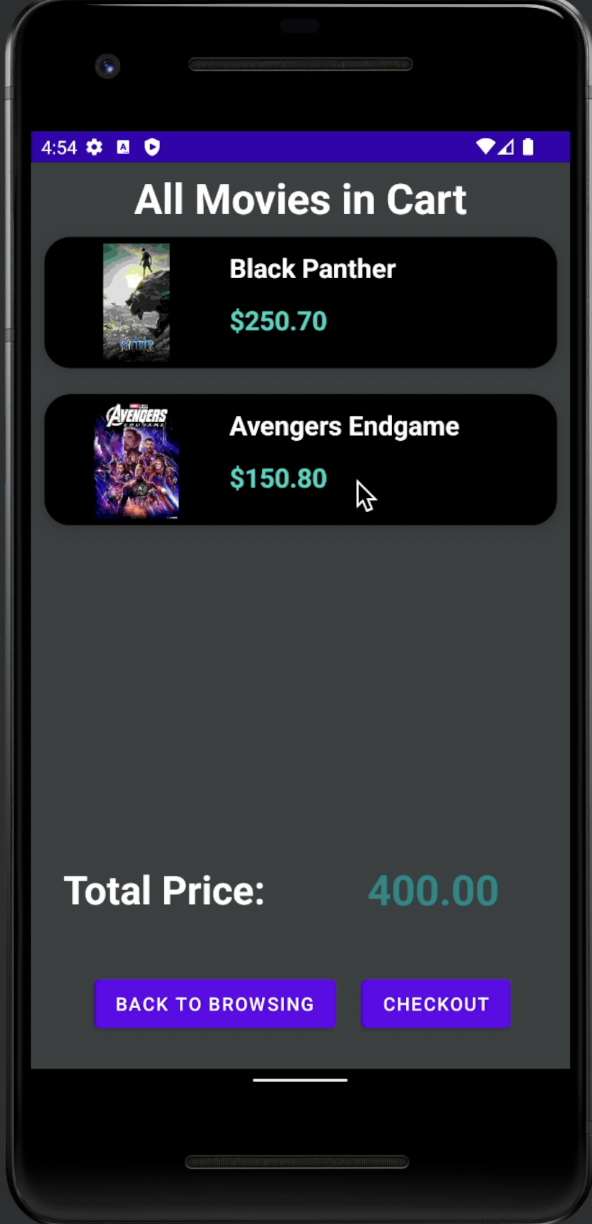 4:54
All Movies in Cart
Black Panther
$250.70
AVENGERS
Avengers Endgame
$150.80
Total Price: 400.00
BACK TO BROWSING CHECKOUT